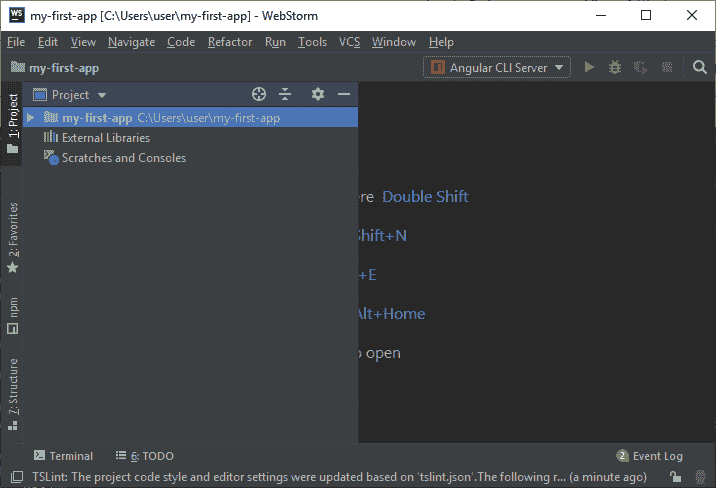 WS my-first-app [C:\Users\user\my-first-app] - WebStorm
File Edit View Navigate Code Refactor Run Tools VCS Window Help
my-first-app Angular CLI Server
1: Project
Project
my-first-app C:\Users\user\my-first-app
External Libraries
Scratches and Consoles
2: Favorites
npm
7: Structure
ere Double Shift
Shift+N
+E
Alt+Home
o open
Terminal 6: TODO 2 Event Log
TSLint: The project code style and editor settings were updated based on 'tslint.json'.The following r... (a minute ago)